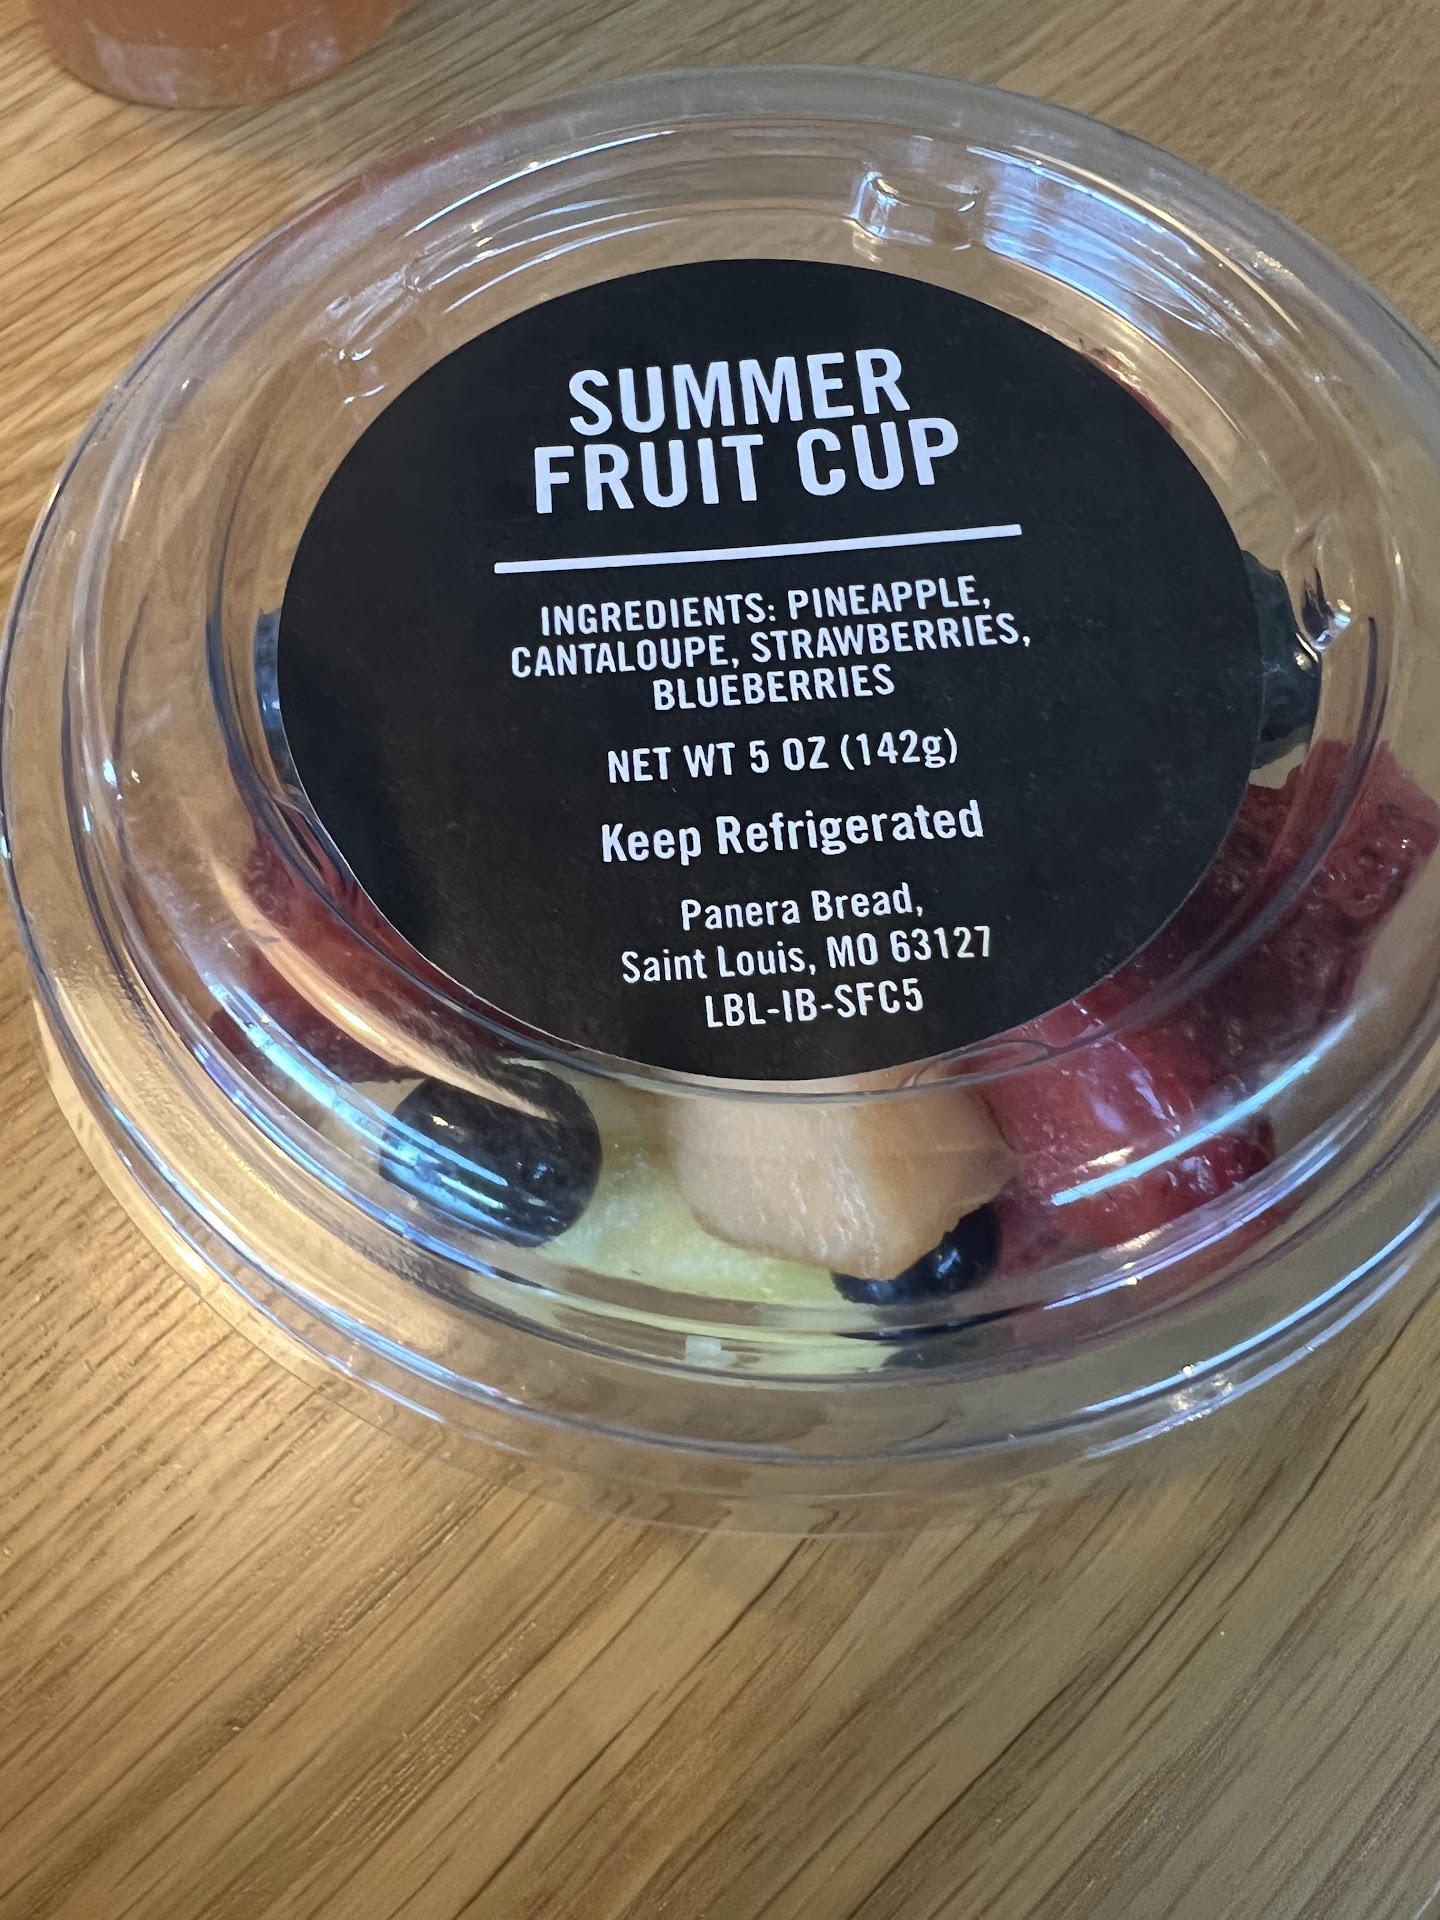 SUMMER
FRUIT CUP
INGREDIENTS: PINEAPPLE,
CANTALOUPE, STRAWBERRIES,
BLUEBERRIES
NET WT 5 OZ (142g)
Keep Refrigerated
Panera Bread,
Saint Louis, MO 63127
LBL-IB-SFC5